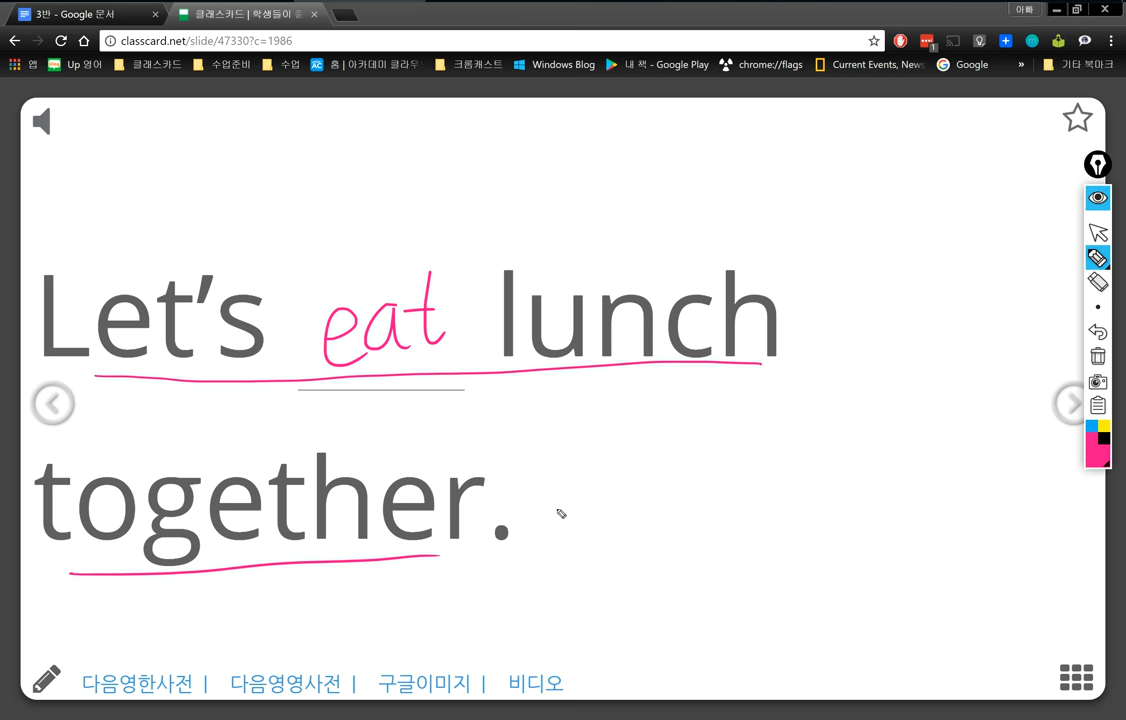 3반 - Google 문서
클래스카드 | 학생들이 좋
아빠
classcard.net/slide/47330?c=1986
1
앱 Up 영어 클래스카드 수업준비 수업 홈 | 아카데미 클라우 크롬캐스트 Windows Blog 내 책 - Google Play chrome://flags Current Events, News Google » 기타 북마크
Let's eat lunch
together.
다음영한사전 | 다음영영사전 | 구글이미지 | 비디오